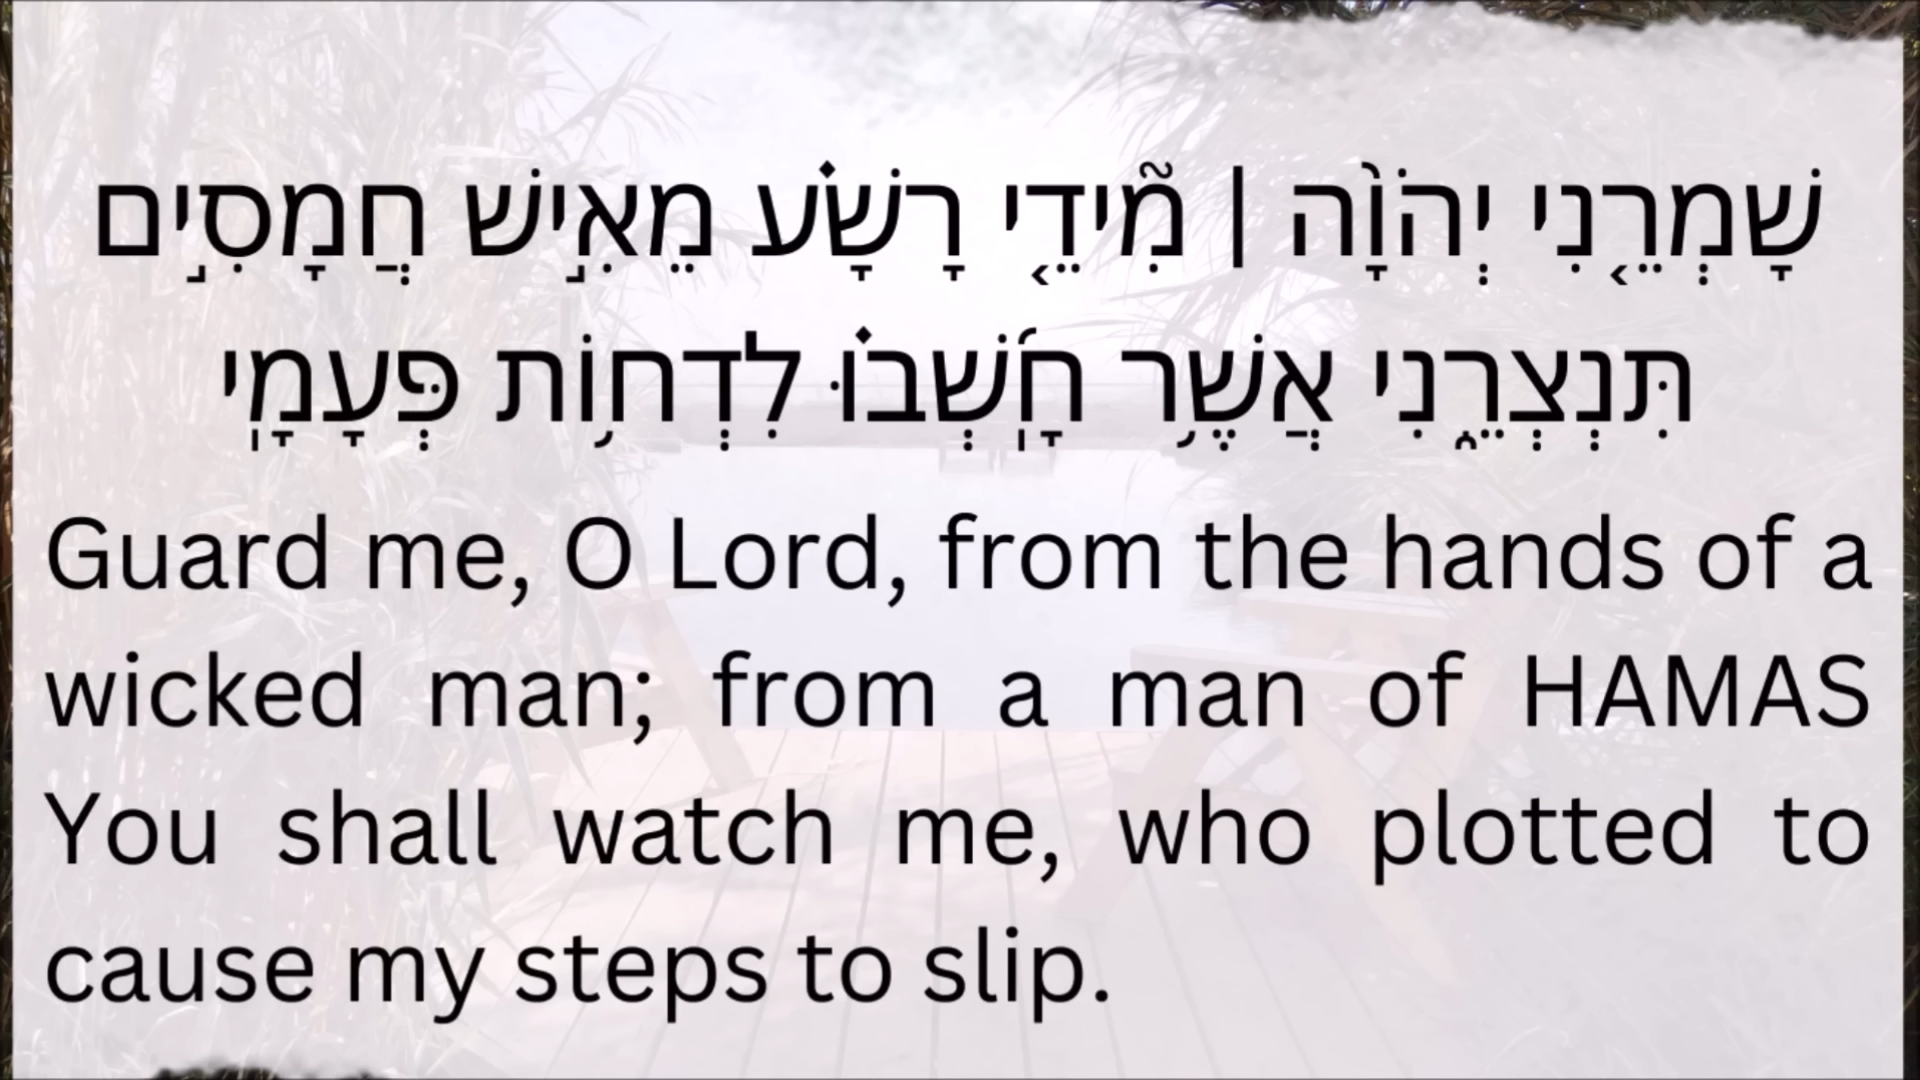 שָׁמְרֵ֤נִי יְהֹוָ֨ה | מִ֘ידֵ֤י רָשָׁ֗ע מֵאִ֣ישׁ חֲמָסִ֣ים
תִּנְצְרֵ֑נִי אֲשֶׁ֥ר חָֽשְׁב֗וּ לִדְח֥וֹת פְּעָמָֽי
Guard me, O Lord, from the hands of a
wicked man; from a man of HAMAS
You shall watch me, who plotted to
cause my steps to slip.